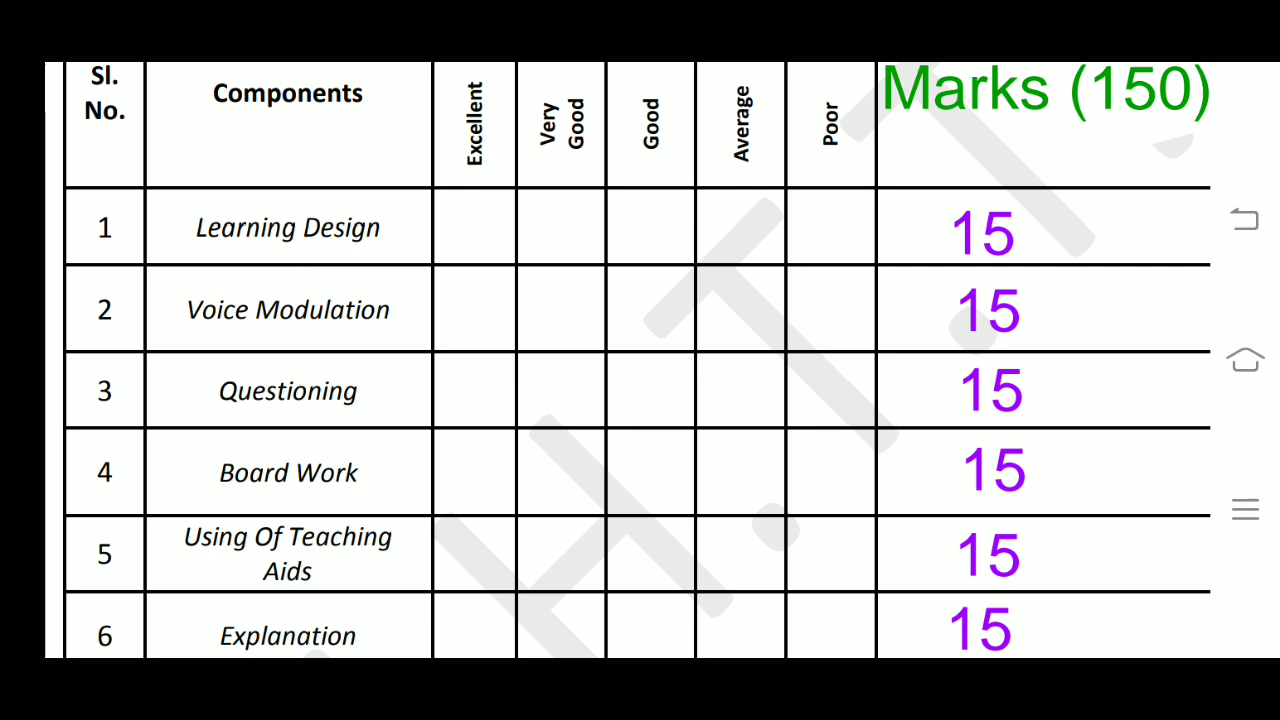 Sl.
No.
Components
Excellent
Very
Good
Good
Average
Poor
Marks (150)
1
Learning Design
15
2
Voice Modulation
15
3
Questioning
15
4
Board Work
15
5
Using Of Teaching
Aids
15
6
Explanation
15